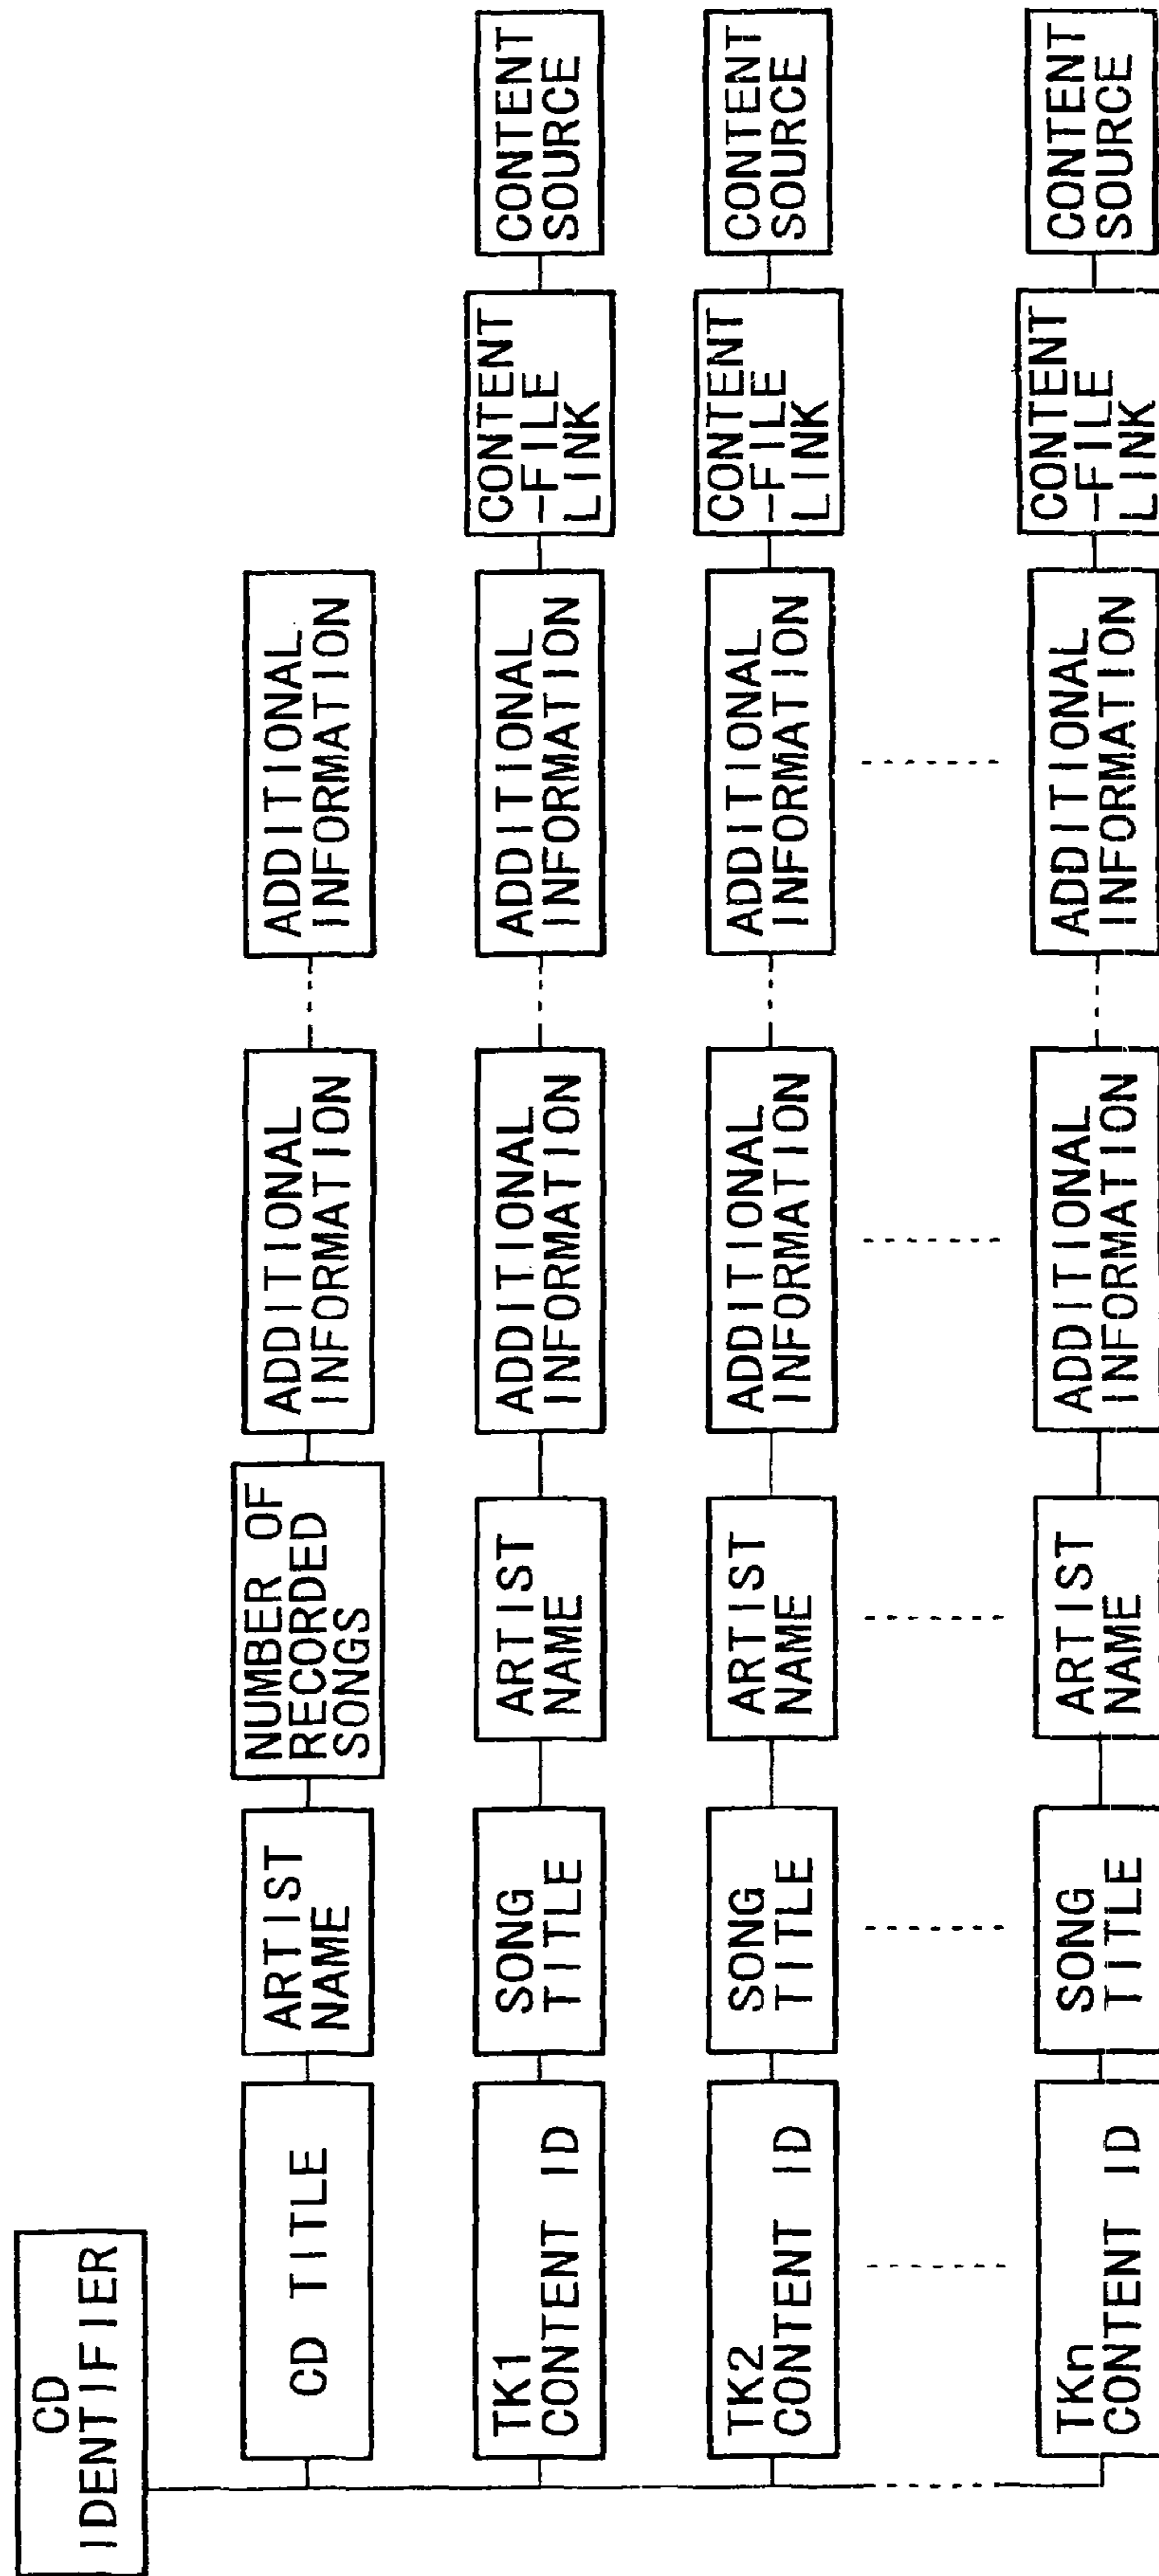 CD
IDENTIFIER
CD TITLE
ARTIST
NAME
NUMBER OF
RECORDED
SONGS
ADDITIONAL
INFORMATION
ADDITIONAL
INFORMATION
TK1
CONTENT ID
SONG
TITLE
ARTIST
NAME
ADDITIONAL
INFORMATION
ADDITIONAL
INFORMATION
CONTENT
-FILE
LINK
CONTENT
SOURCE
TK2
CONTENT ID
SONG
TITLE
ARTIST
NAME
ADDITIONAL
INFORMATION
ADDITIONAL
INFORMATION
CONTENT
-FILE
LINK
CONTENT
SOURCE
TKn
CONTENT ID
SONG
TITLE
ARTIST
NAME
ADDITIONAL
INFORMATION
ADDITIONAL
INFORMATION
CONTENT
-FILE
LINK
CONTENT
SOURCE